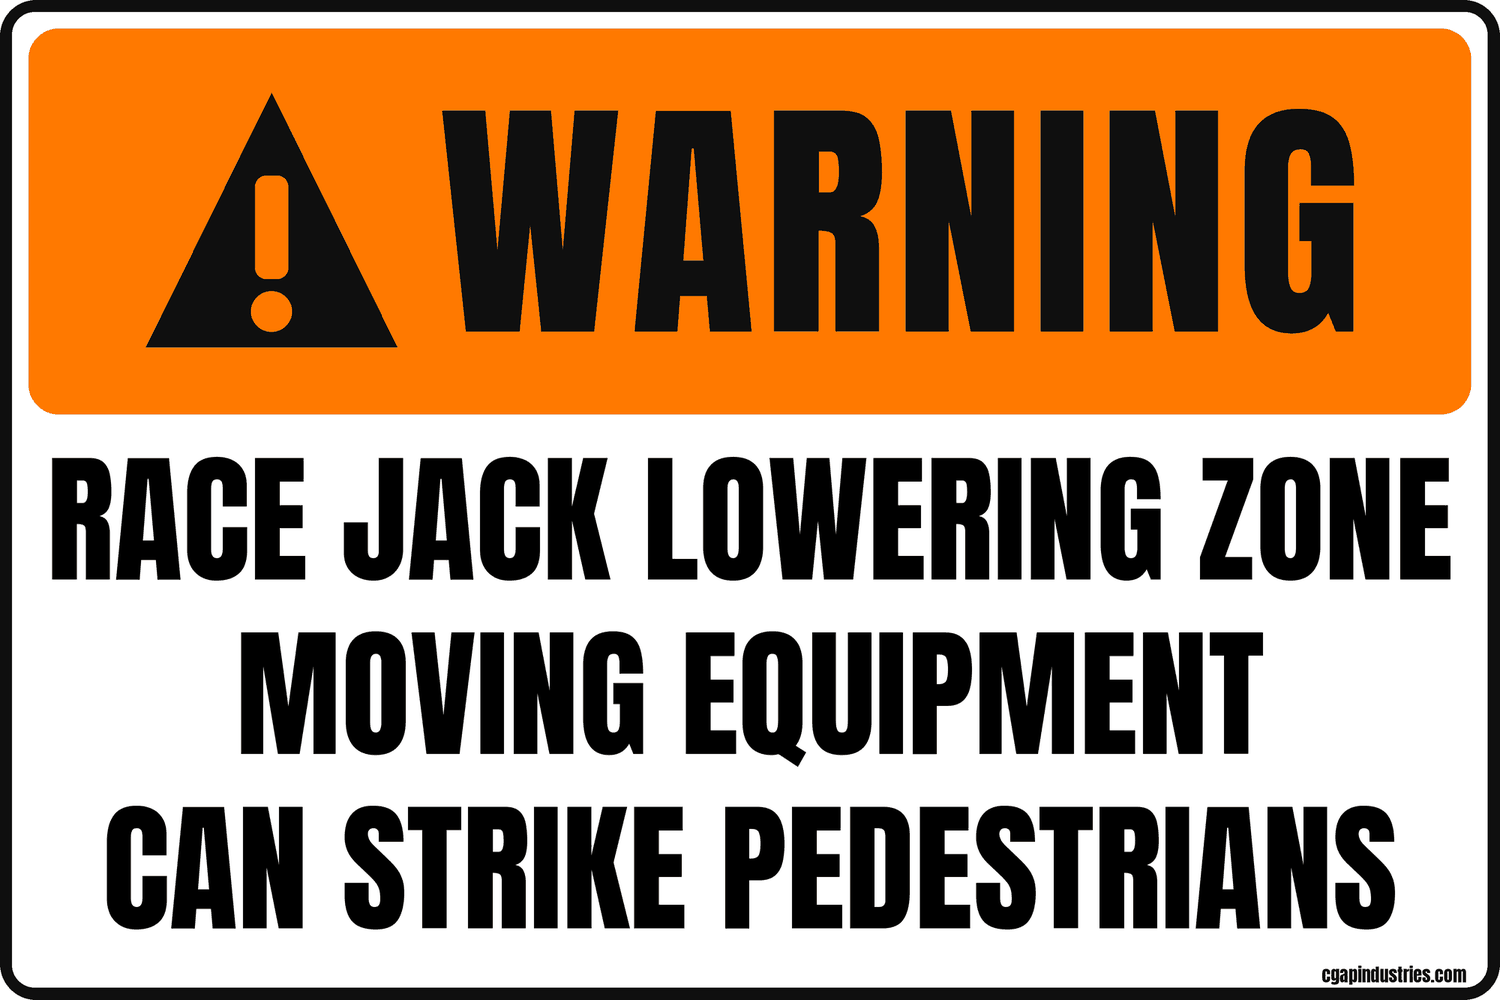 WARNING
RACE JACK LOWERING ZONE
MOVING EQUIPMENT
CAN STRIKE PEDESTRIANS
cgapindustries.com